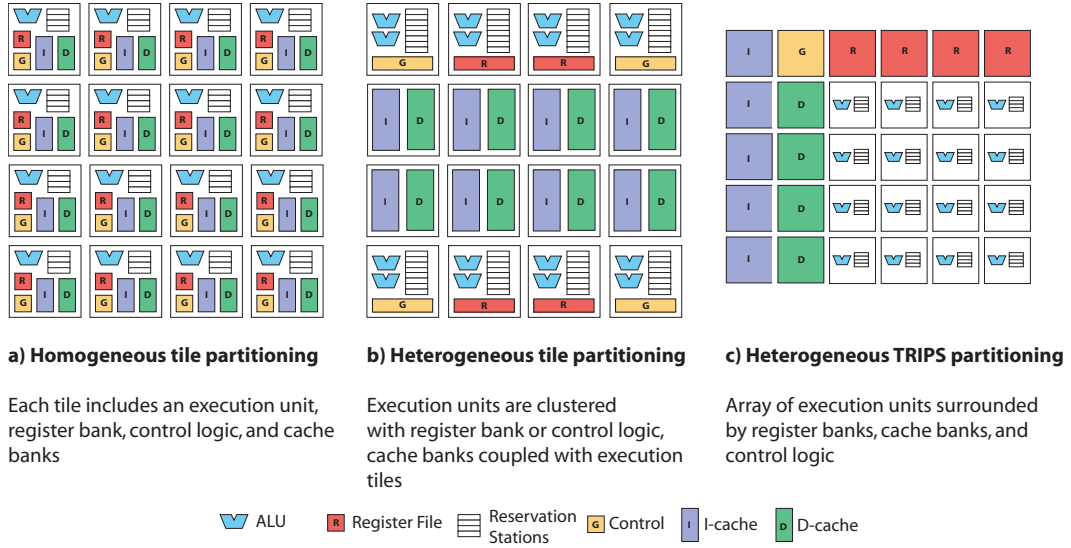 R I D R I D R I D R I D
G G G G
R I D R I D R I D R I D
G G G G
R I D R I D R I D R I D
G G G G
R I D R I D R I D R I D
G G G G
G R R G
I D I D I D I D
I D I D I D I D
G R R G
I G R R R R
I D
I D
I D
I D
a) Homogeneous tile partitioning
Each tile includes an execution unit,
register bank, control logic, and cache
banks
b) Heterogeneous tile partitioning
Execution units are clustered
with register bank or control logic,
cache banks coupled with execution
tiles
c) Heterogeneous TRIPS partitioning
Array of execution units surrounded
by register banks, cache banks, and
control logic
ALU
R Register File
Reservation
Stations
G Control
I I-cache
D D-cache